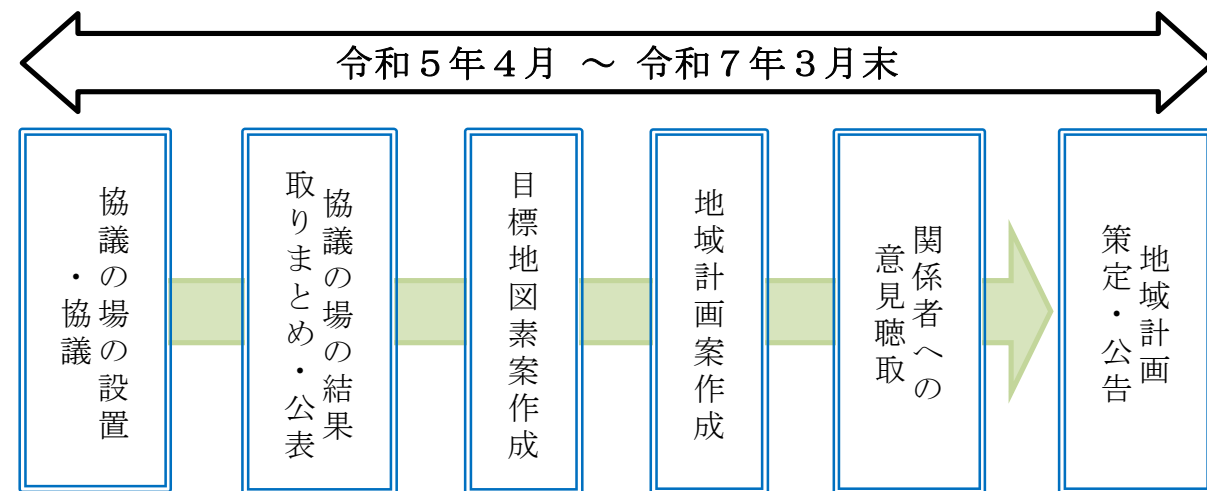 令和５年４月 ～ 令和７年３月末
協議の場の設置
・協議
協議の場の結果
取りまとめ・公表
目標地図素案作成
地域計画案作成
関係者への
意見聴取
地域計画
策定・公告